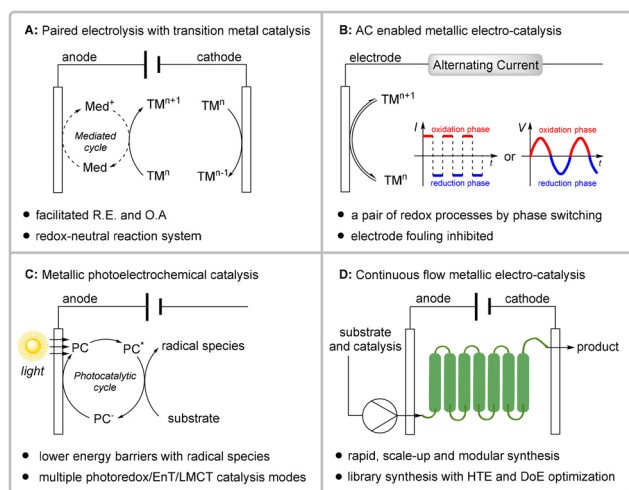 A: Paired electrolysis with transition metal catalysis
anode
cathode
Med⁺
TMⁿ⁺¹
TMⁿ
Mediated
cycle
Med
TMⁿ
TMⁿ⁻¹
facilitated R.E. and O.A
redox-neutral reaction system
B: AC enabled metallic electro-catalysis
electrode
Alternating Current
TMⁿ⁺¹
TMⁿ
I
oxidation phase
t
reduction phase
or
V
oxidation phase
t
reduction phase
a pair of redox processes by phase switching
electrode fouling inhibited
C: Metallic photoelectrochemical catalysis
anode
light
PC
PC*
radical species
Photocatalytic
cycle
PC⁻
substrate
lower energy barriers with radical species
multiple photoredox/EnT/LMCT catalysis modes
D: Continuous flow metallic electro-catalysis
anode
cathode
substrate
and catalysis
product
rapid, scale-up and modular synthesis
library synthesis with HTE and DoE optimization